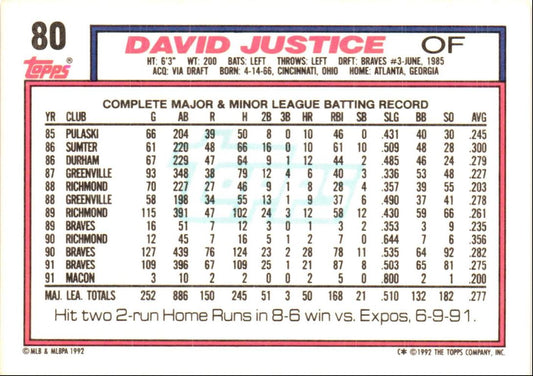 80
Topps
DAVID JUSTICE OF
HT: 6'3" WT: 200 BATS: LEFT THROWS: LEFT DRFT: BRAVES #3-JUNE, 1985
ACQ: VIA DRAFT BORN: 4-14-66, CINCINNATI, OHIO HOME: ATLANTA, GEORGIA
COMPLETE MAJOR & MINOR LEAGUE BATTING RECORD
YR CLUB G AB R H 2B 3B HR RBI SB SLG BB SO AVG
85 PULASKI 66 204 39 50 8 0 10 46 0 .431 40 30 .245
86 SUMTER 61 220 48 66 16 0 10 61 10 .509 48 28 .300
86 DURHAM 67 229 47 64 9 1 12 44 2 .485 46 24 .279
87 GREENVILLE 93 348 38 79 12 4 6 40 3 .337 53 48 .227
88 RICHMOND 70 227 27 46 9 1 8 28 4 .357 39 55 .203
88 GREENVILLE 58 198 34 55 13 1 9 37 6 .490 37 41 .278
89 RICHMOND 115 391 47 102 24 3 12 58 12 .430 59 66 .261
89 BRAVES 16 51 7 12 3 0 1 3 2 .353 3 9 .235
90 RICHMOND 12 45 7 16 5 1 2 7 0 .644 7 6 .356
90 BRAVES 127 439 76 124 23 2 28 78 11 .535 64 92 .282
91 BRAVES 109 396 67 109 25 1 21 87 8 .503 65 81 .275
91 MACON 3 10 2 2 0 0 2 5 0 .800 2 1 .200
MAJ. LEA. TOTALS 252 886 150 245 51 3 50 168 21 .510 132 182 .277
Hit two 2-run Home Runs in 8-6 win vs. Expos, 6-9-91.
© MLB & MLBPA 1992 C* © 1992 THE TOPPS COMPANY, INC.